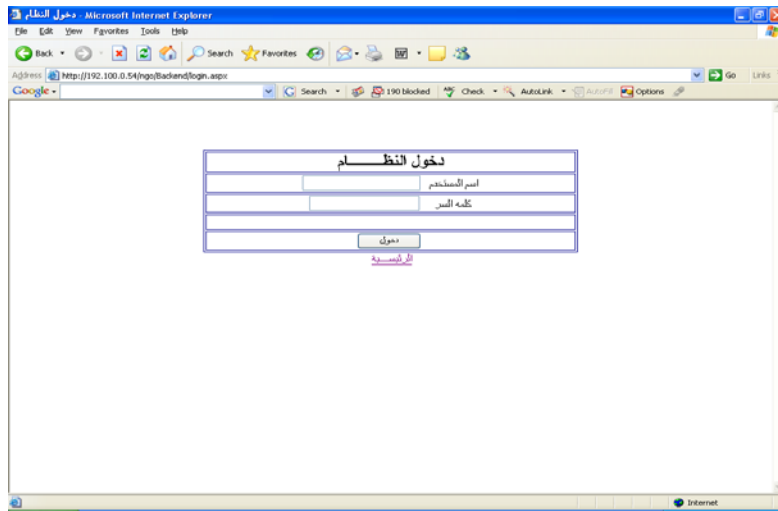 دخول النظام - Microsoft Internet Explorer
File Edit View Favorites Tools Help
Back Search Favorites
Address http://192.100.0.54/ngo/Backend/login.aspx Go Links
Google Search 190 blocked Check AutoLink AutoFill Options
دخول النظـــــــام
اسم المستخدم
كلمه السر
دخول
الرئيســـية
Internet